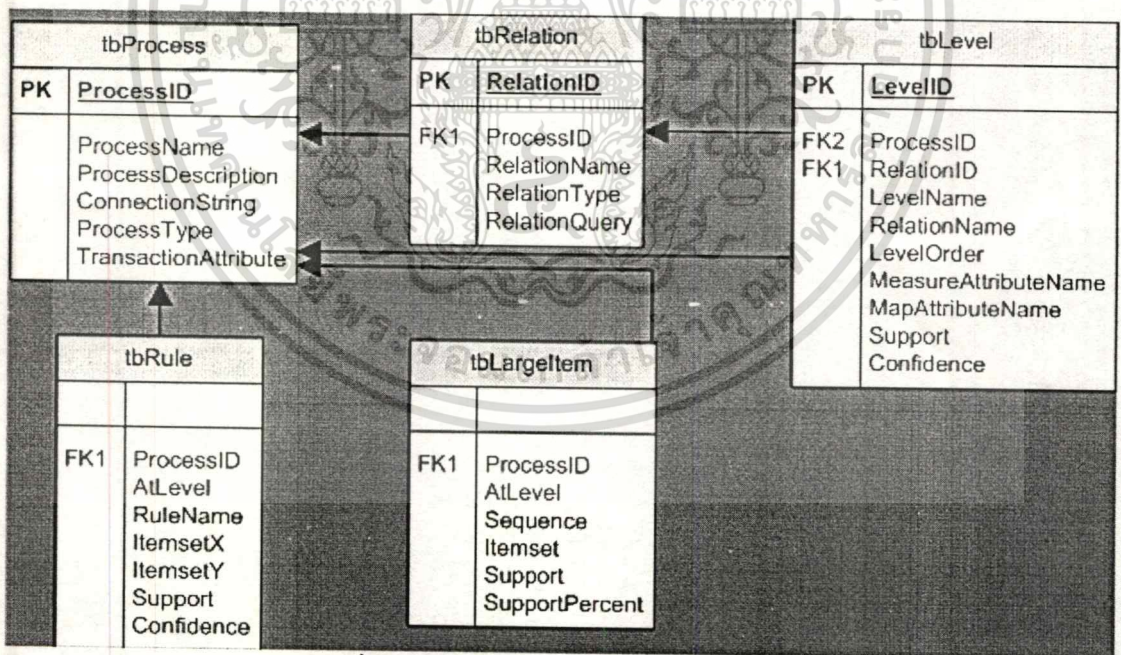 tbProcess
PK ProcessID
ProcessName
ProcessDescription
ConnectionString
ProcessType
TransactionAttribute
tbRelation
PK RelationID
FK1 ProcessID
RelationName
RelationType
RelationQuery
tbLevel
PK LevelID
FK2 ProcessID
FK1 RelationID
LevelName
RelationName
LevelOrder
MeasureAttributeName
MapAttributeName
Support
Confidence
tbRule
FK1 ProcessID
AtLevel
RuleName
ItemsetX
ItemsetY
Support
Confidence
tbLargeItem
FK1 ProcessID
AtLevel
Sequence
Itemset
Support
SupportPercent